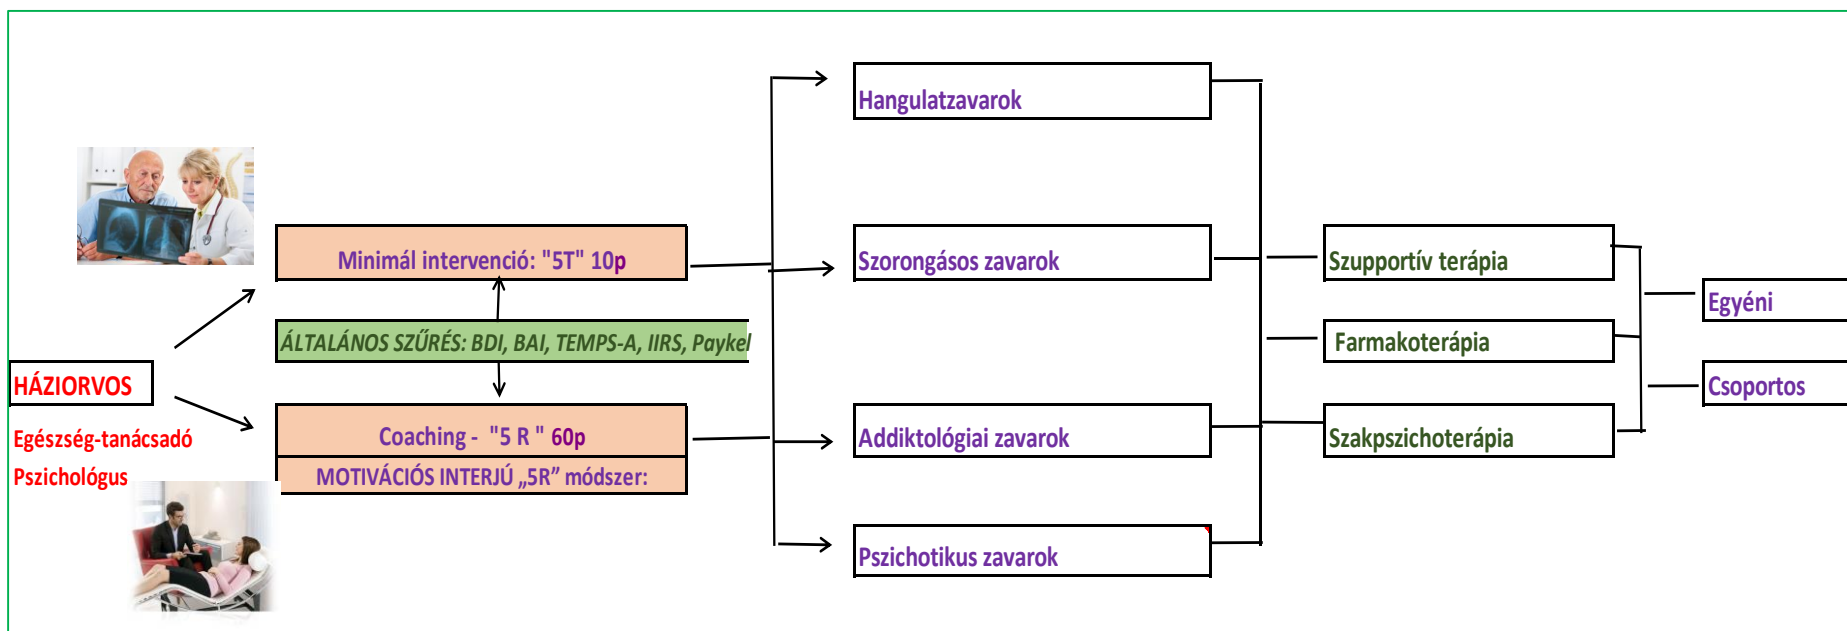 HÁZIORVOS
Egészség-tanácsadó
Pszichológus
Minimál intervenció: "5T" 10p
ÁLTALÁNOS SZŰRÉS: BDI, BAI, TEMPS-A, IIRS, Paykel
Coaching - "5 R " 60p
MOTIVÁCIÓS INTERJÚ „5R” módszer:
Hangulatzavarok
Szorongásos zavarok
Addiktológiai zavarok
Pszichotikus zavarok
Szupportív terápia
Farmakoterápia
Szakpszichoterápia
Egyéni
Csoportos